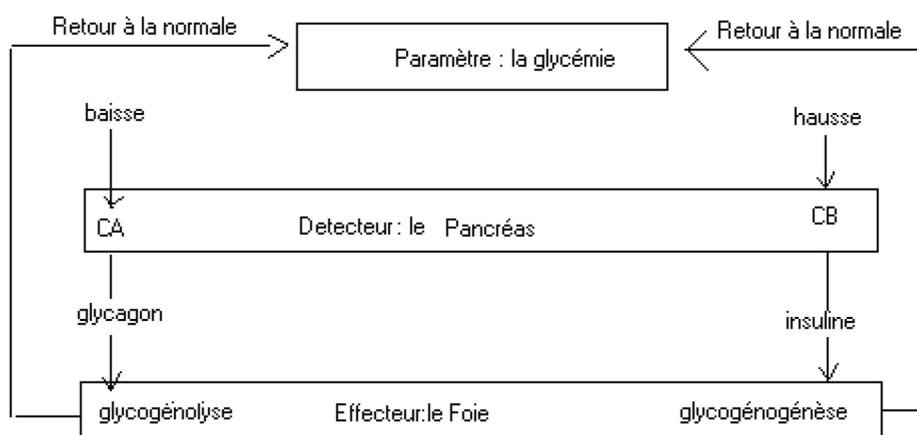 Retour à la normale
Retour à la normale
Paramètre : la glycémie
baisse
hausse
CA
Detecteur : le Pancréas
CB
glycagon
insuline
glycogénolyse
Effecteur:le Foie
glycogénogénèse